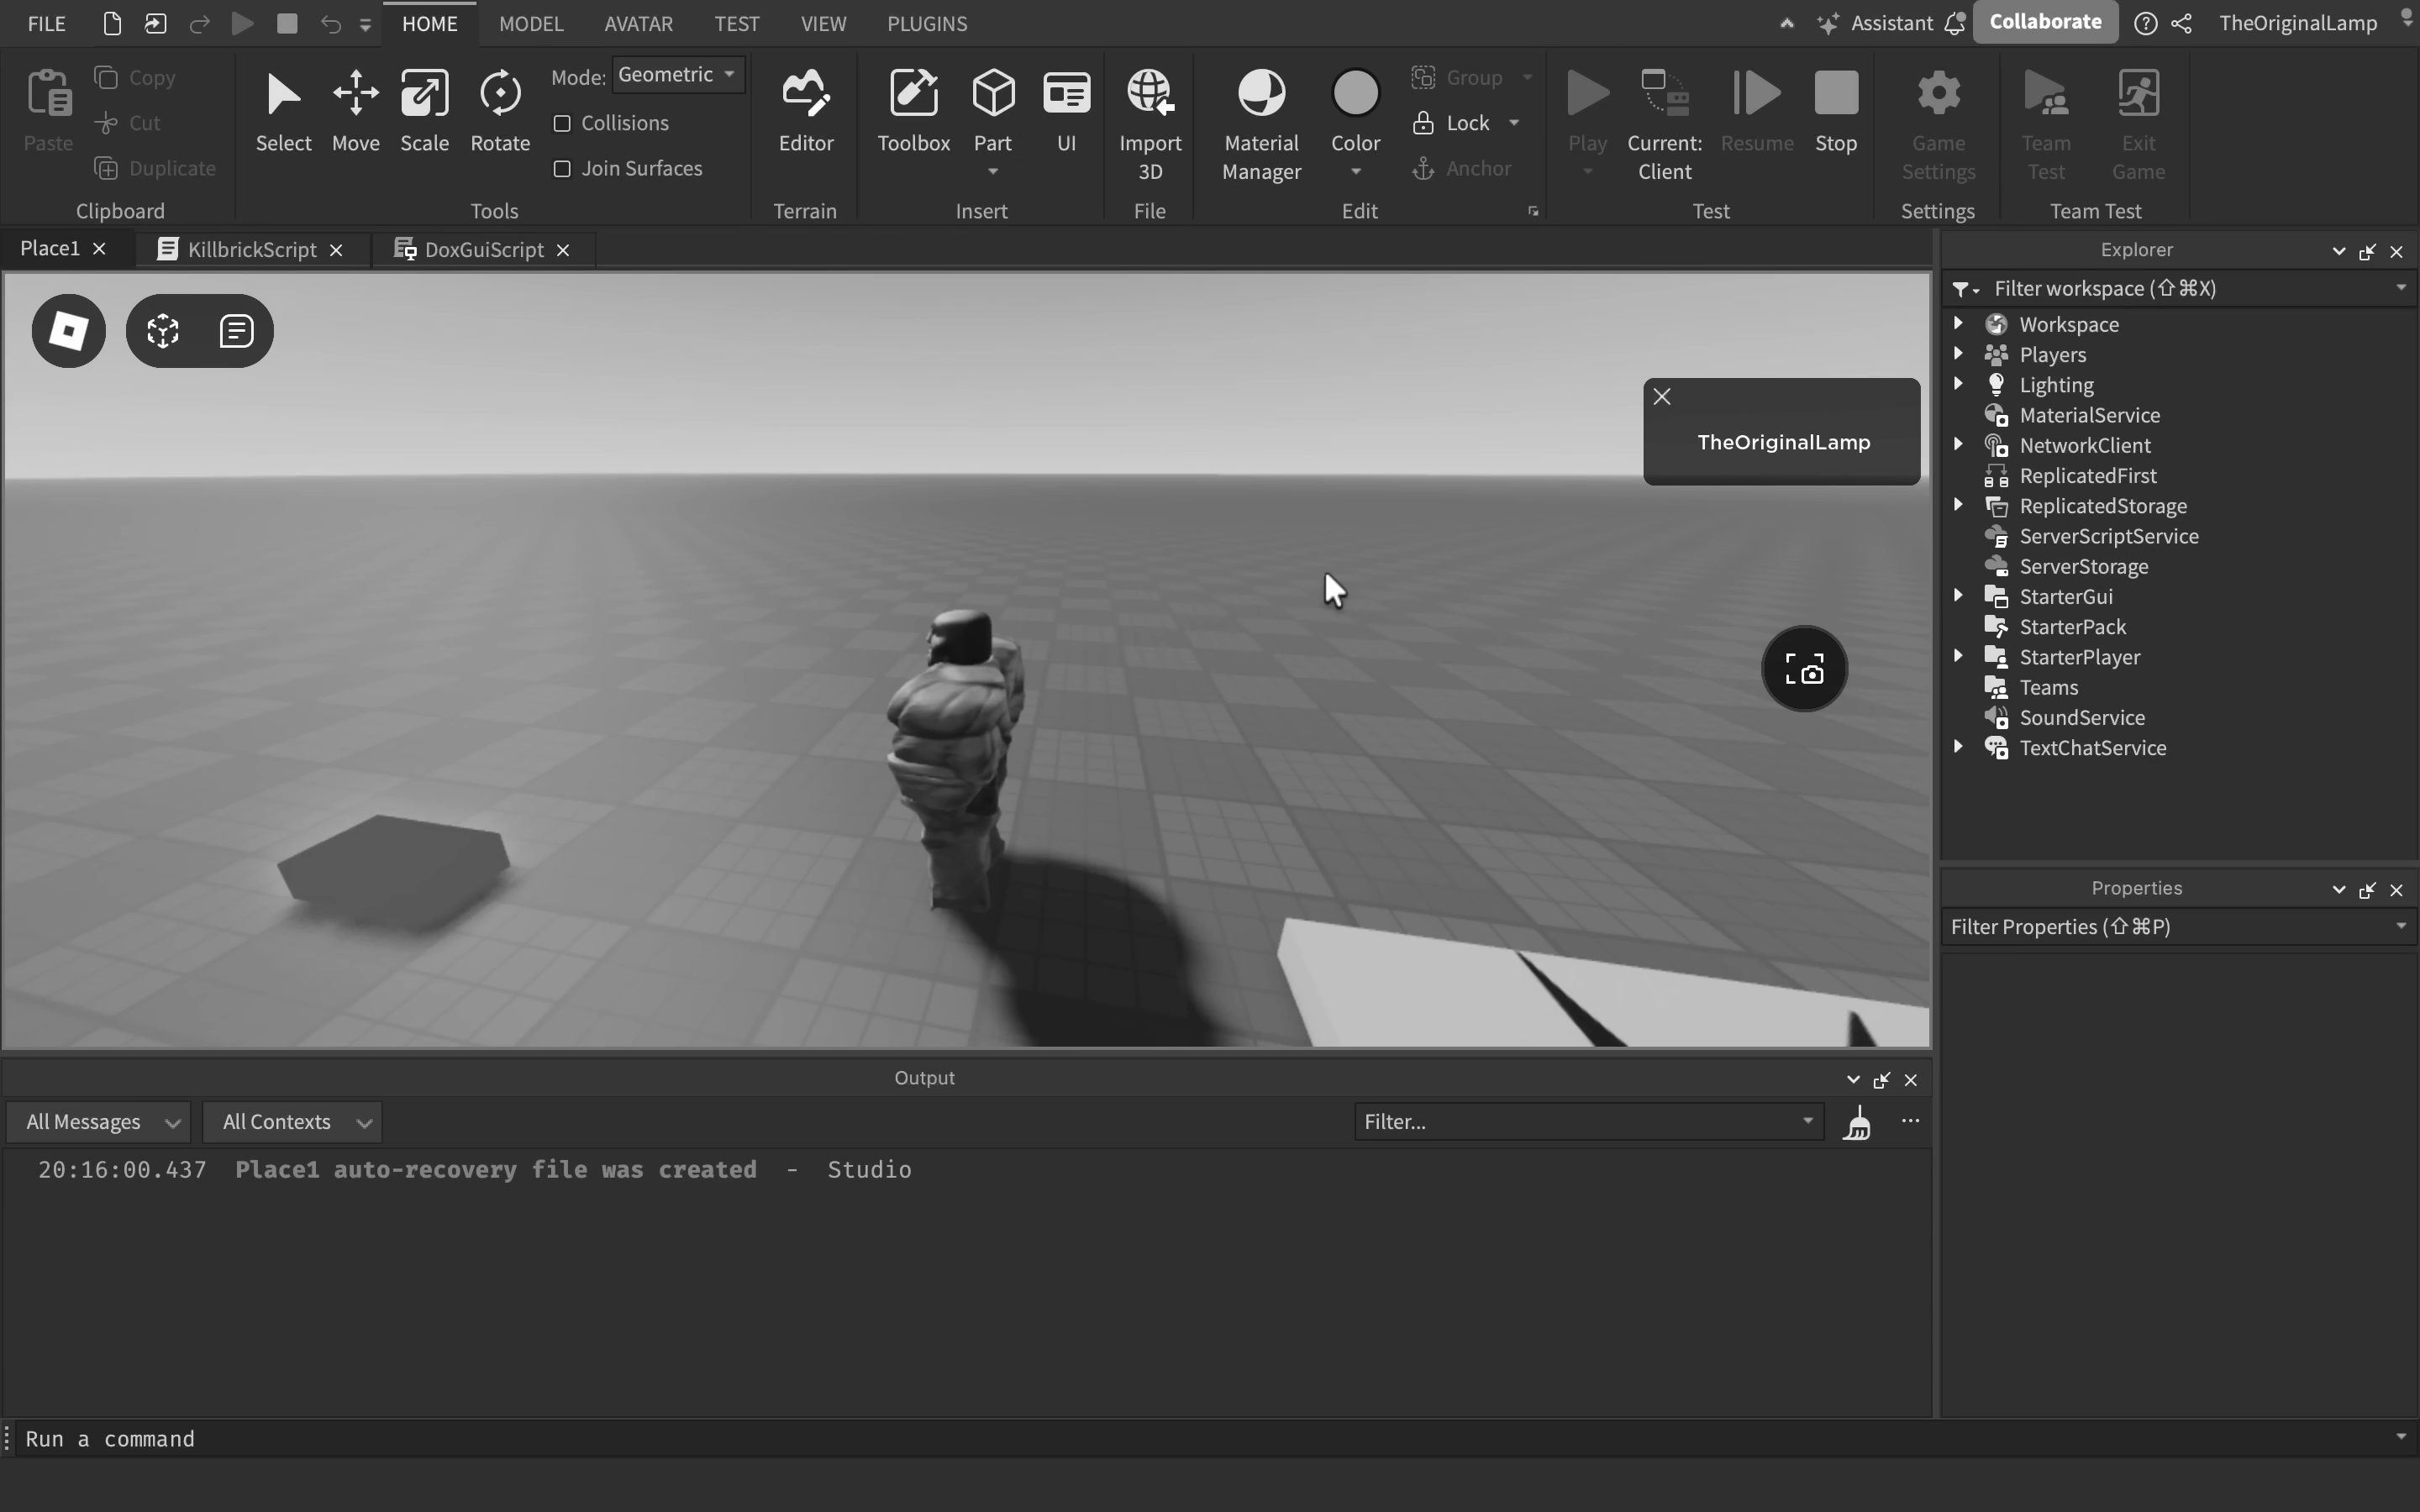 FILE HOME MODEL AVATAR TEST VIEW PLUGINS Assistant Collaborate TheOriginalLamp
Paste
Copy
Cut
Duplicate
Clipboard
Select Move Scale Rotate
Mode: Geometric
Collisions
Join Surfaces
Tools
Editor
Terrain
Toolbox Part UI
Insert
Import
3D
File
Material
Manager
Color
Group
Lock
Anchor
Edit
Play
Current:
Client
Resume
Stop
Test
Game
Settings
Settings
Team
Test
Exit
Game
Team Test
Place1 KillbrickScript DoxGuiScript
TheOriginalLamp
Explorer
Filter workspace (⇧⌘X)
Workspace
Players
Lighting
MaterialService
NetworkClient
ReplicatedFirst
ReplicatedStorage
ServerScriptService
ServerStorage
StarterGui
StarterPack
StarterPlayer
Teams
SoundService
TextChatService
Properties
Filter Properties (⇧⌘P)
Output
All Messages All Contexts Filter...
20:16:00.437 Place1 auto-recovery file was created - Studio
Run a command